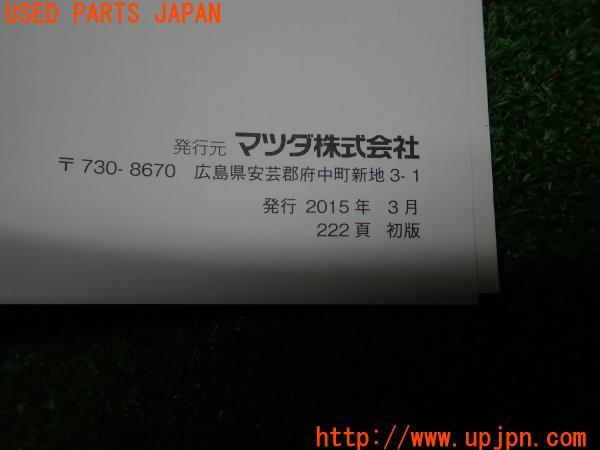 USED PARTS JAPAN
発行元 マツダ株式会社
〒730-8670 広島県安芸郡府中町新地3-1
発行 2015年 3月
222頁 初版
http://www.upjpn.com/